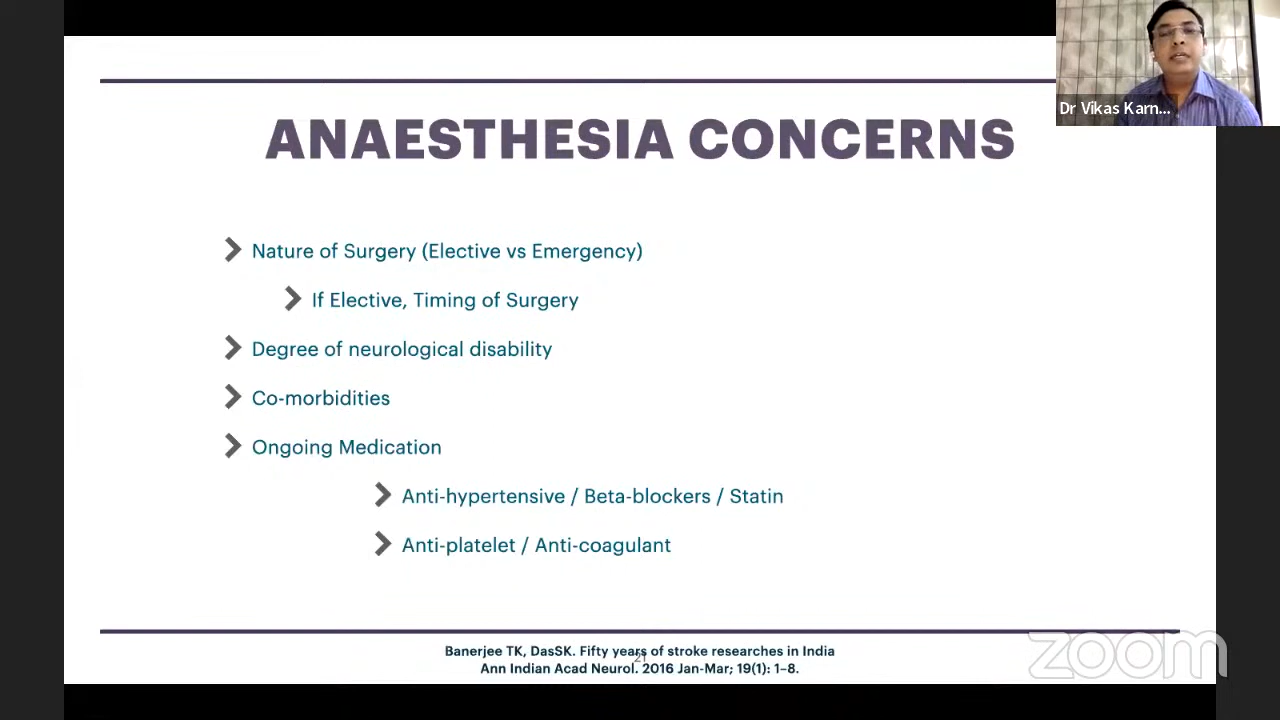 Dr Vikas Karn...
ANAESTHESIA CONCERNS
Nature of Surgery (Elective vs Emergency)
If Elective, Timing of Surgery
Degree of neurological disability
Co-morbidities
Ongoing Medication
Anti-hypertensive / Beta-blockers / Statin
Anti-platelet / Anti-coagulant
Banerjee TK, DasSK. Fifty years of stroke researches in India
21
Ann Indian Acad Neurol. 2016 Jan-Mar; 19(1): 1–8.
zoom